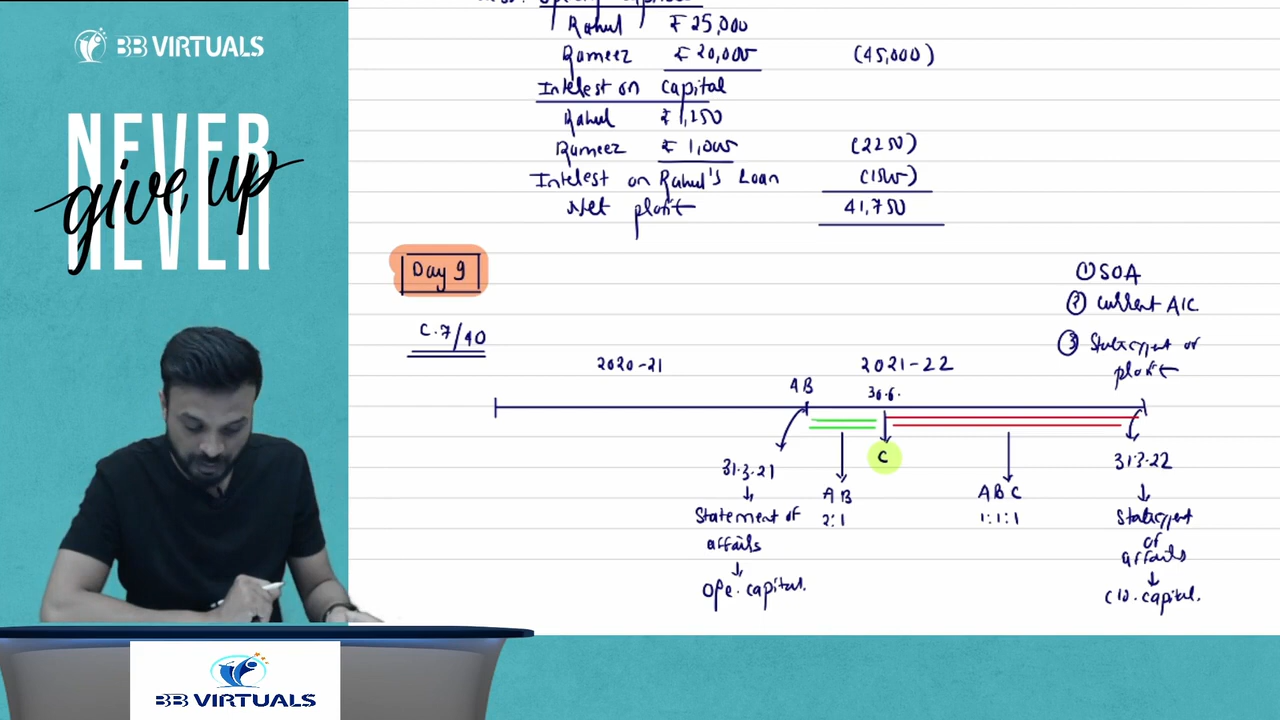 BB VIRTUALS
NEVER
give up
NEVER
Rahul ₹ 25,000
Rameez ₹ 20,000 (45,000)
Interest on capital
Rahul ₹ 1,250
Rameez ₹ 1,000 (2250)
Interest on Rahul's Loan (1500)
Net profit 41,750
Day 9
C.7/40
① SOA
② current A/C
③ Statement of
profit
2020-21 2021-22
AB 30.6.
C
31.3.21 31.3.22
AB ABC
2:1 1:1:1
Statement of
affairs
Ope. capital.
Statement
of
affairs
clo. capital.
BB VIRTUALS